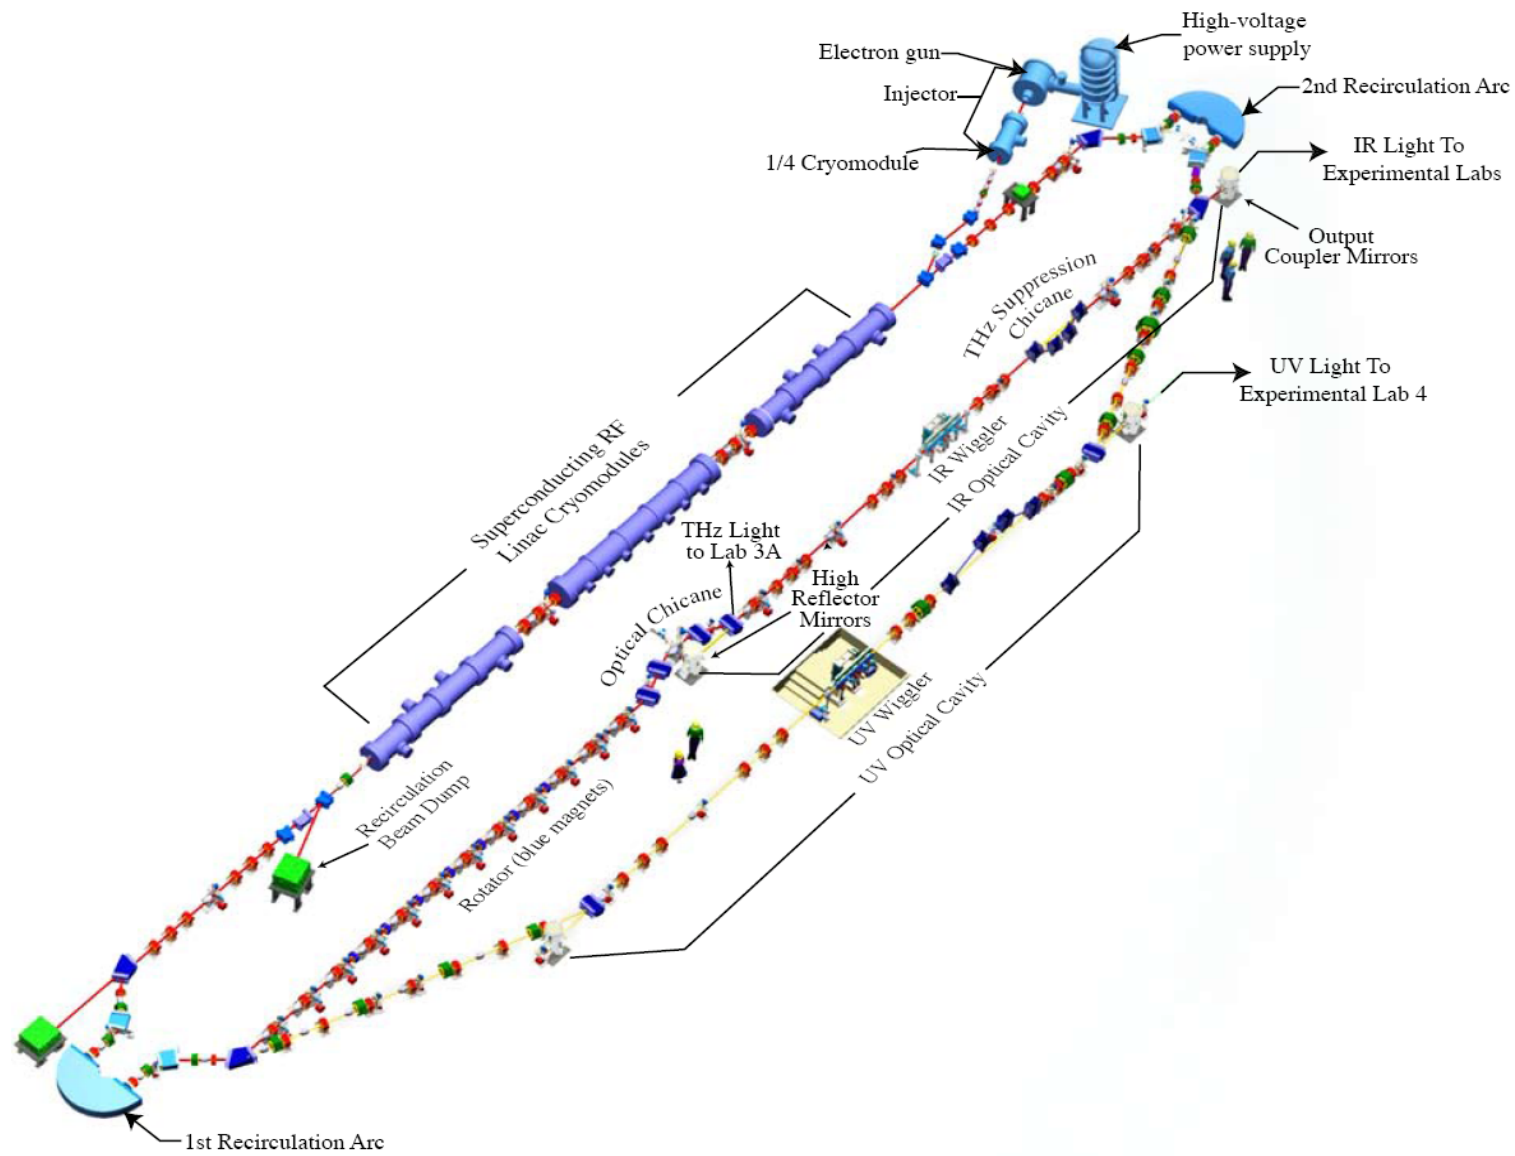 High-voltage
power supply
Electron gun
Injector
2nd Recirculation Arc
1/4 Cryomodule
IR Light To
Experimental Labs
Output
Coupler Mirrors
THz Suppression
Chicane
UV Light To
Experimental Lab 4
Superconducting RF
Linac Cryomodules
IR Wiggler
IR Optical Cavity
THz Light
to Lab 3A
High
Reflector
Mirrors
Optical Chicane
UV Wiggler
UV Optical Cavity
Recirculation
Beam Dump
Rotator (blue magnets)
1st Recirculation Arc